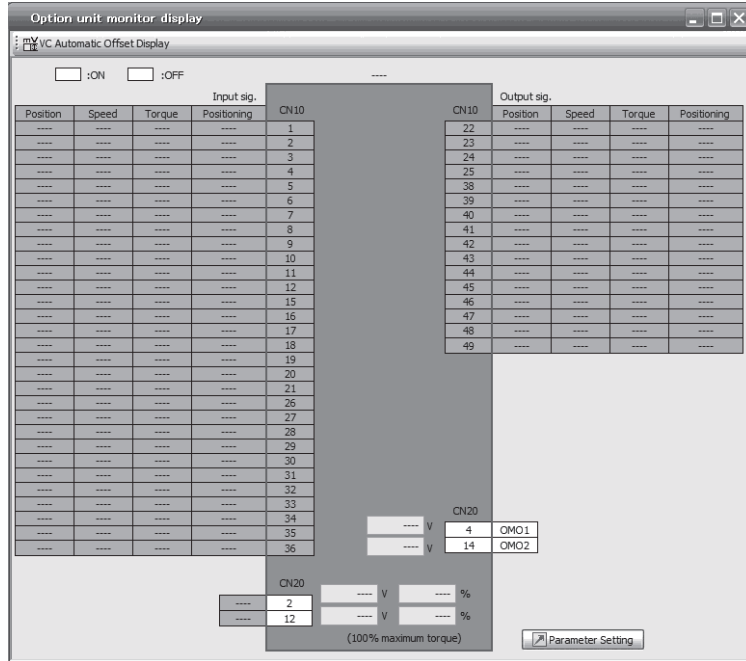 Option unit monitor display
VC Automatic Offset Display
:ON :OFF ----
Input sig. Output sig.
Position Speed Torque Positioning CN10 CN10 Position Speed Torque Positioning
---- ---- ---- ---- 1 22 ---- ---- ---- ----
---- ---- ---- ---- 2 23 ---- ---- ---- ----
---- ---- ---- ---- 3 24 ---- ---- ---- ----
---- ---- ---- ---- 4 25 ---- ---- ---- ----
---- ---- ---- ---- 5 38 ---- ---- ---- ----
---- ---- ---- ---- 6 39 ---- ---- ---- ----
---- ---- ---- ---- 7 40 ---- ---- ---- ----
---- ---- ---- ---- 8 41 ---- ---- ---- ----
---- ---- ---- ---- 9 42 ---- ---- ---- ----
---- ---- ---- ---- 10 43 ---- ---- ---- ----
---- ---- ---- ---- 11 44 ---- ---- ---- ----
---- ---- ---- ---- 12 45 ---- ---- ---- ----
---- ---- ---- ---- 15 46 ---- ---- ---- ----
---- ---- ---- ---- 16 47 ---- ---- ---- ----
---- ---- ---- ---- 17 48 ---- ---- ---- ----
---- ---- ---- ---- 18 49 ---- ---- ---- ----
---- ---- ---- ---- 19
---- ---- ---- ---- 20
---- ---- ---- ---- 21
---- ---- ---- ---- 26
---- ---- ---- ---- 27
---- ---- ---- ---- 28
---- ---- ---- ---- 29
---- ---- ---- ---- 30
---- ---- ---- ---- 31
---- ---- ---- ---- 32
---- ---- ---- ---- 33
CN20
---- ---- ---- ---- 34
---- V 4 OMO1
---- ---- ---- ---- 35
---- V 14 OMO2
---- ---- ---- ---- 36
CN20
---- 2 ---- V ---- %
---- 12 ---- V ---- %
(100% maximum torque)
Parameter Setting